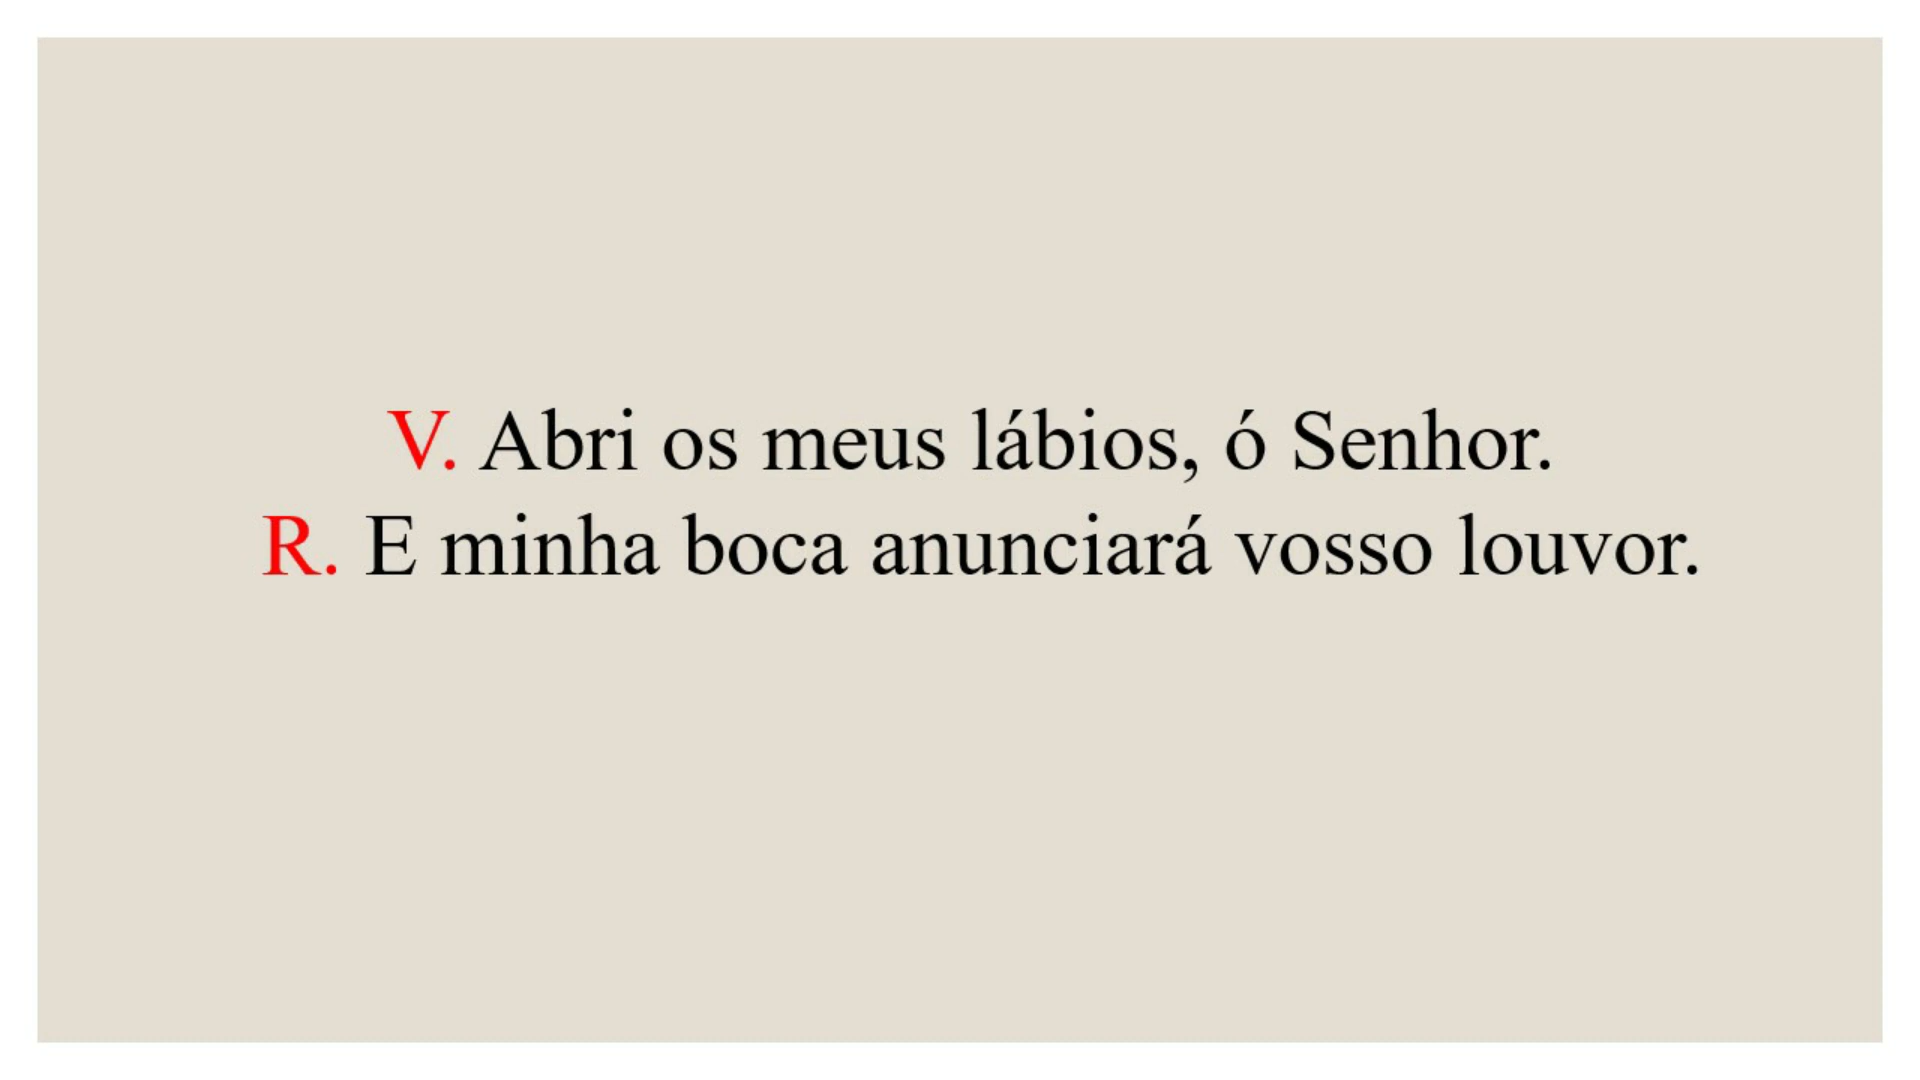 V. Abri os meus lábios, ó Senhor.
R. E minha boca anunciará vosso louvor.